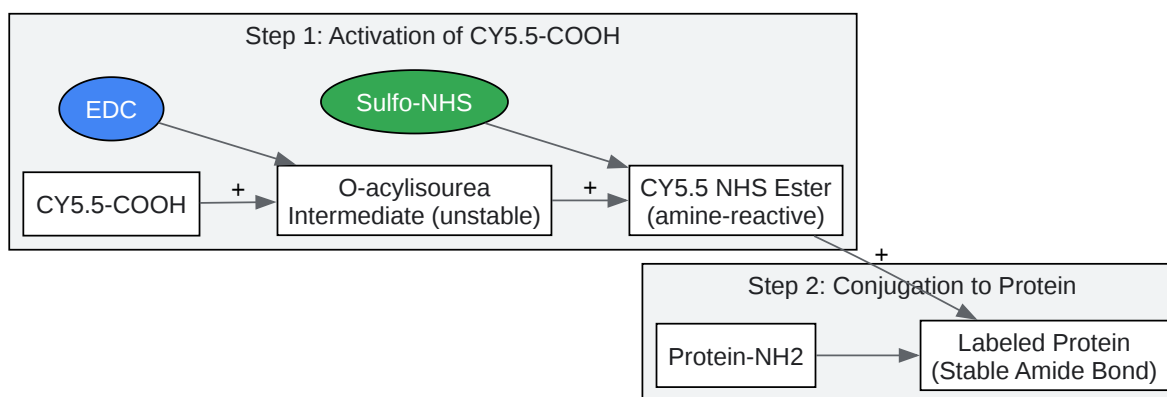 Step 1: Activation of CY5.5-COOH
EDC
Sulfo-NHS
CY5.5-COOH
+
O-acylisourea
Intermediate (unstable)
+
CY5.5 NHS Ester
(amine-reactive)
+
Step 2: Conjugation to Protein
Protein-NH2
Labeled Protein
(Stable Amide Bond)